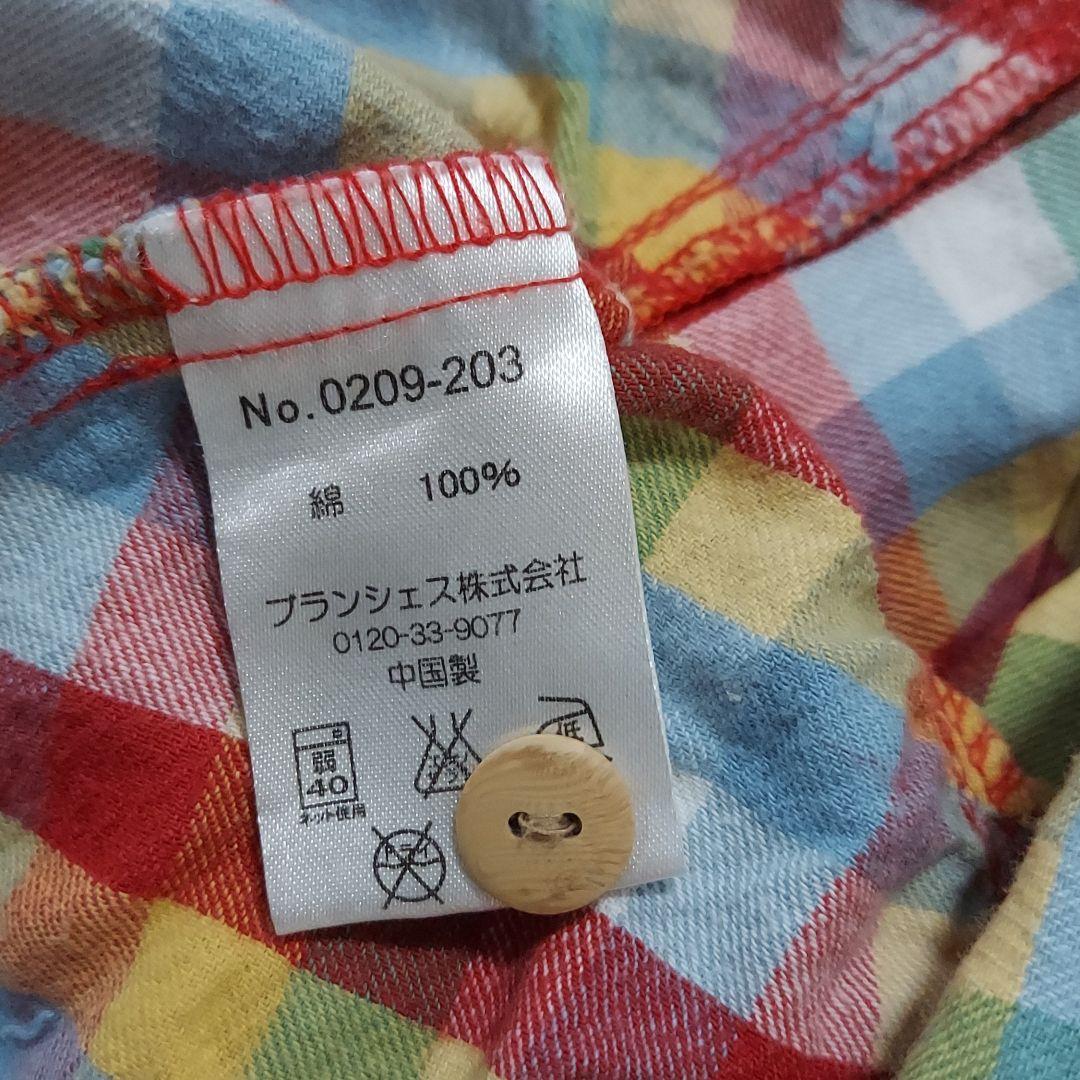 No.0209-203
綿 100%
ブランシェス株式会社
0120-33-9077
中国製
弱
40
低
ネット使用